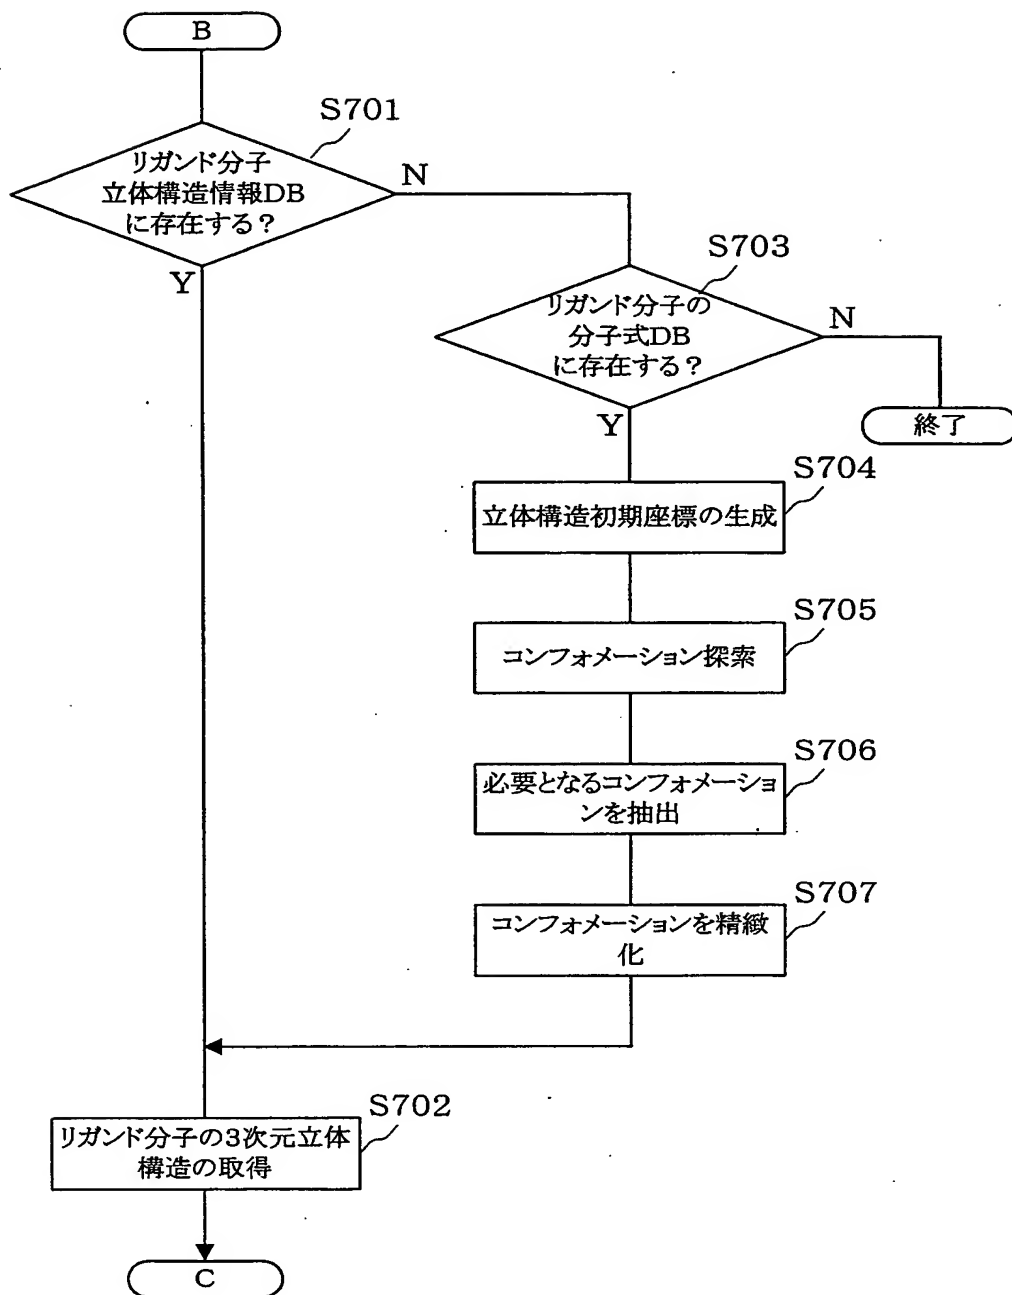 B
S701
リガンド分子
立体構造情報DB
に存在する？
N
Y
S703
リガンド分子の
分子式DB
に存在する？
N
Y
終了
S704
立体構造初期座標の生成
S705
コンフォメーション探索
S706
必要となるコンフォメーショ
ンを抽出
S707
コンフォメーションを精緻
化
S702
リガンド分子の3次元立体
構造の取得
C